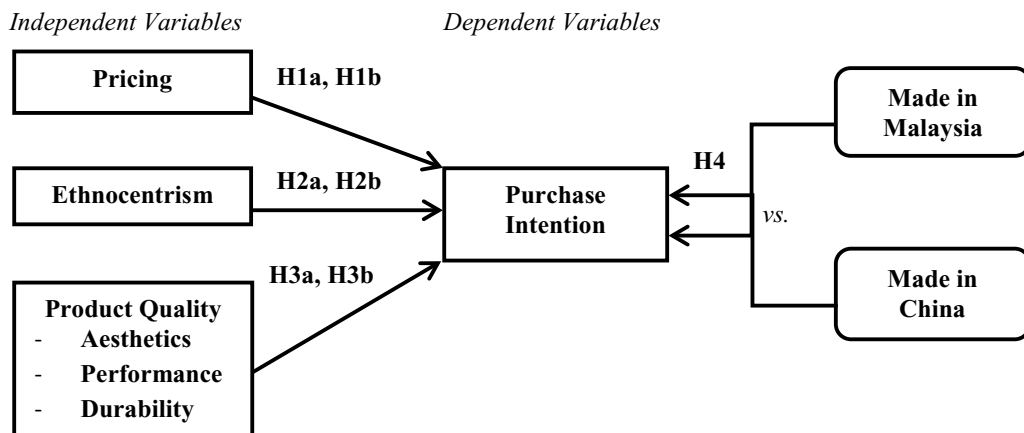 Independent Variables
Dependent Variables
Pricing
H1a, H1b
Ethnocentrism
H2a, H2b
Product Quality
- Aesthetics
- Performance
- Durability
H3a, H3b
Purchase
Intention
H4
vs.
Made in
Malaysia
Made in
China